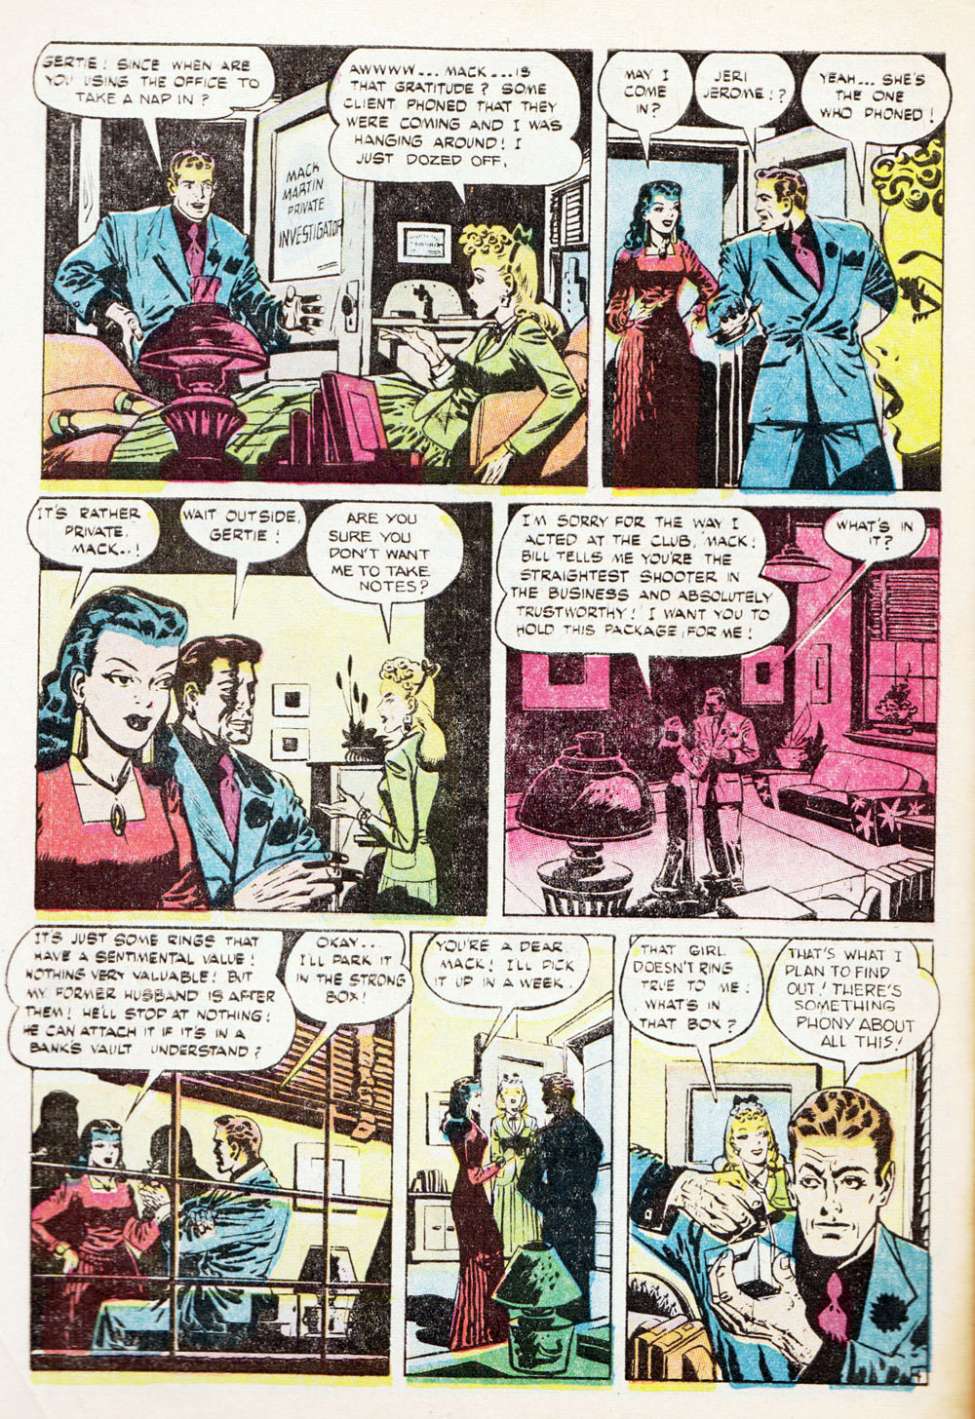 GERTIE! SINCE WHEN ARE
YOU USING THE OFFICE TO
TAKE A NAP IN?
AWWWW... MACK... IS
THAT GRATITUDE? SOME
CLIENT PHONED THAT THEY
WERE COMING AND I WAS
HANGING AROUND! I
JUST DOZED OFF.
MACK
MARTIN
PRIVATE
INVESTIGATOR
MAY I
COME
IN?
JERI
JEROME!?
YEAH... SHE'S
THE ONE
WHO PHONED!
IT'S RATHER
PRIVATE,
MACK..!
WAIT OUTSIDE,
GERTIE!
ARE YOU
SURE YOU
DON'T WANT
ME TO TAKE
NOTES?
I'M SORRY FOR THE WAY I
ACTED AT THE CLUB, MACK!
BILL TELLS ME YOU'RE THE
STRAIGHTEST SHOOTER IN
THE BUSINESS AND ABSOLUTELY
TRUSTWORTHY! I WANT YOU TO
HOLD THIS PACKAGE FOR ME!
WHAT'S IN
IT?
IT'S JUST SOME RINGS THAT
HAVE A SENTIMENTAL VALUE!
NOTHING VERY VALUABLE! BUT
MY FORMER HUSBAND IS AFTER
THEM! HE'LL STOP AT NOTHING!
HE CAN ATTACH IT IF IT'S IN A
BANK'S VAULT UNDERSTAND?
OKAY...
I'LL PARK IT
IN THE STRONG
BOX!
YOU'RE A DEAR,
MACK! I'LL PICK
IT UP IN A WEEK.
THAT GIRL
DOESN'T RING
TRUE TO ME!
WHAT'S IN
THAT BOX?
THAT'S WHAT I
PLAN TO FIND
OUT! THERE'S
SOMETHING
PHONY ABOUT
ALL THIS!